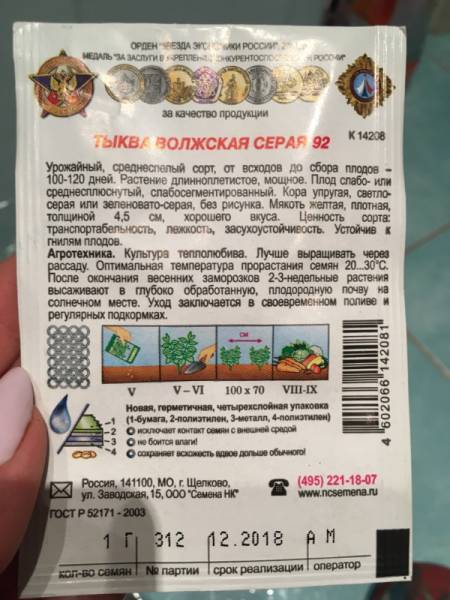 ОРДЕН "ЗВЕЗДА ЭКОНОМИКИ РОССИИ",
МЕДАЛЬ "ЗА ЗАСЛУГИ В УКРЕПЛЕНИИ КОНКУРЕНТОСПОСОБНОСТИ РОССИИ"
за качество продукции
К 14208
ТЫКВА ВОЛЖСКАЯ СЕРАЯ 92
Урожайный, среднеспелый сорт, от всходов до сбора плодов –
100-120 дней. Растение длинноплетистое, мощное. Плод слабо- или
среднесплюснутый, слабосегментированный. Кора упругая, светло-
серая или зеленовато-серая, без рисунка. Мякоть желтая, плотная,
толщиной 4,5 см, хорошего вкуса. Ценность сорта:
транспортабельность, лежкость, засухоустойчивость. Устойчив к
гнилям плодов.
Агротехника. Культура теплолюбива. Лучше выращивать через
рассаду. Оптимальная температура прорастания семян 20...30°С.
После окончания весенних заморозков 2-3-недельные растения
высаживают в глубоко обработанную, плодородную почву на
солнечном месте. Уход заключается в своевременном поливе и
регулярных подкормках.
СМ
V V – VI 100 x 70 VIII-IX
4 602066 142081
Новая, герметичная, четырехслойная упаковка
(1-бумага, 2-полиэтилен, 3-металл, 4-полиэтилен)
1
2
3
4
исключает контакт семян с внешней средой
не боится влаги!
сохраняет всхожесть вдвое дольше обычного!
Россия, 141100, МО, г. Щелково,
ул. Заводская, 15, ООО "Семена НК"
(495) 221-18-07
www.ncsemena.ru
ГОСТ Р 52171 - 2003
1 Г 312 12.2018 А М
кол-во семян № партии срок реализации оператор